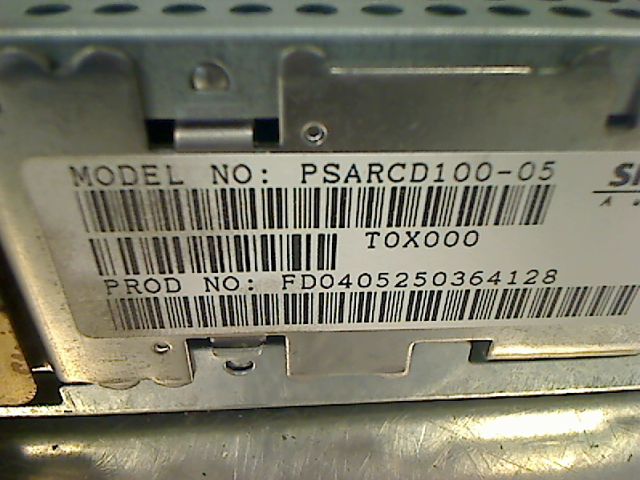 MODEL NO: PSARCD100-05
T0X000
PROD NO: FD0405250364128